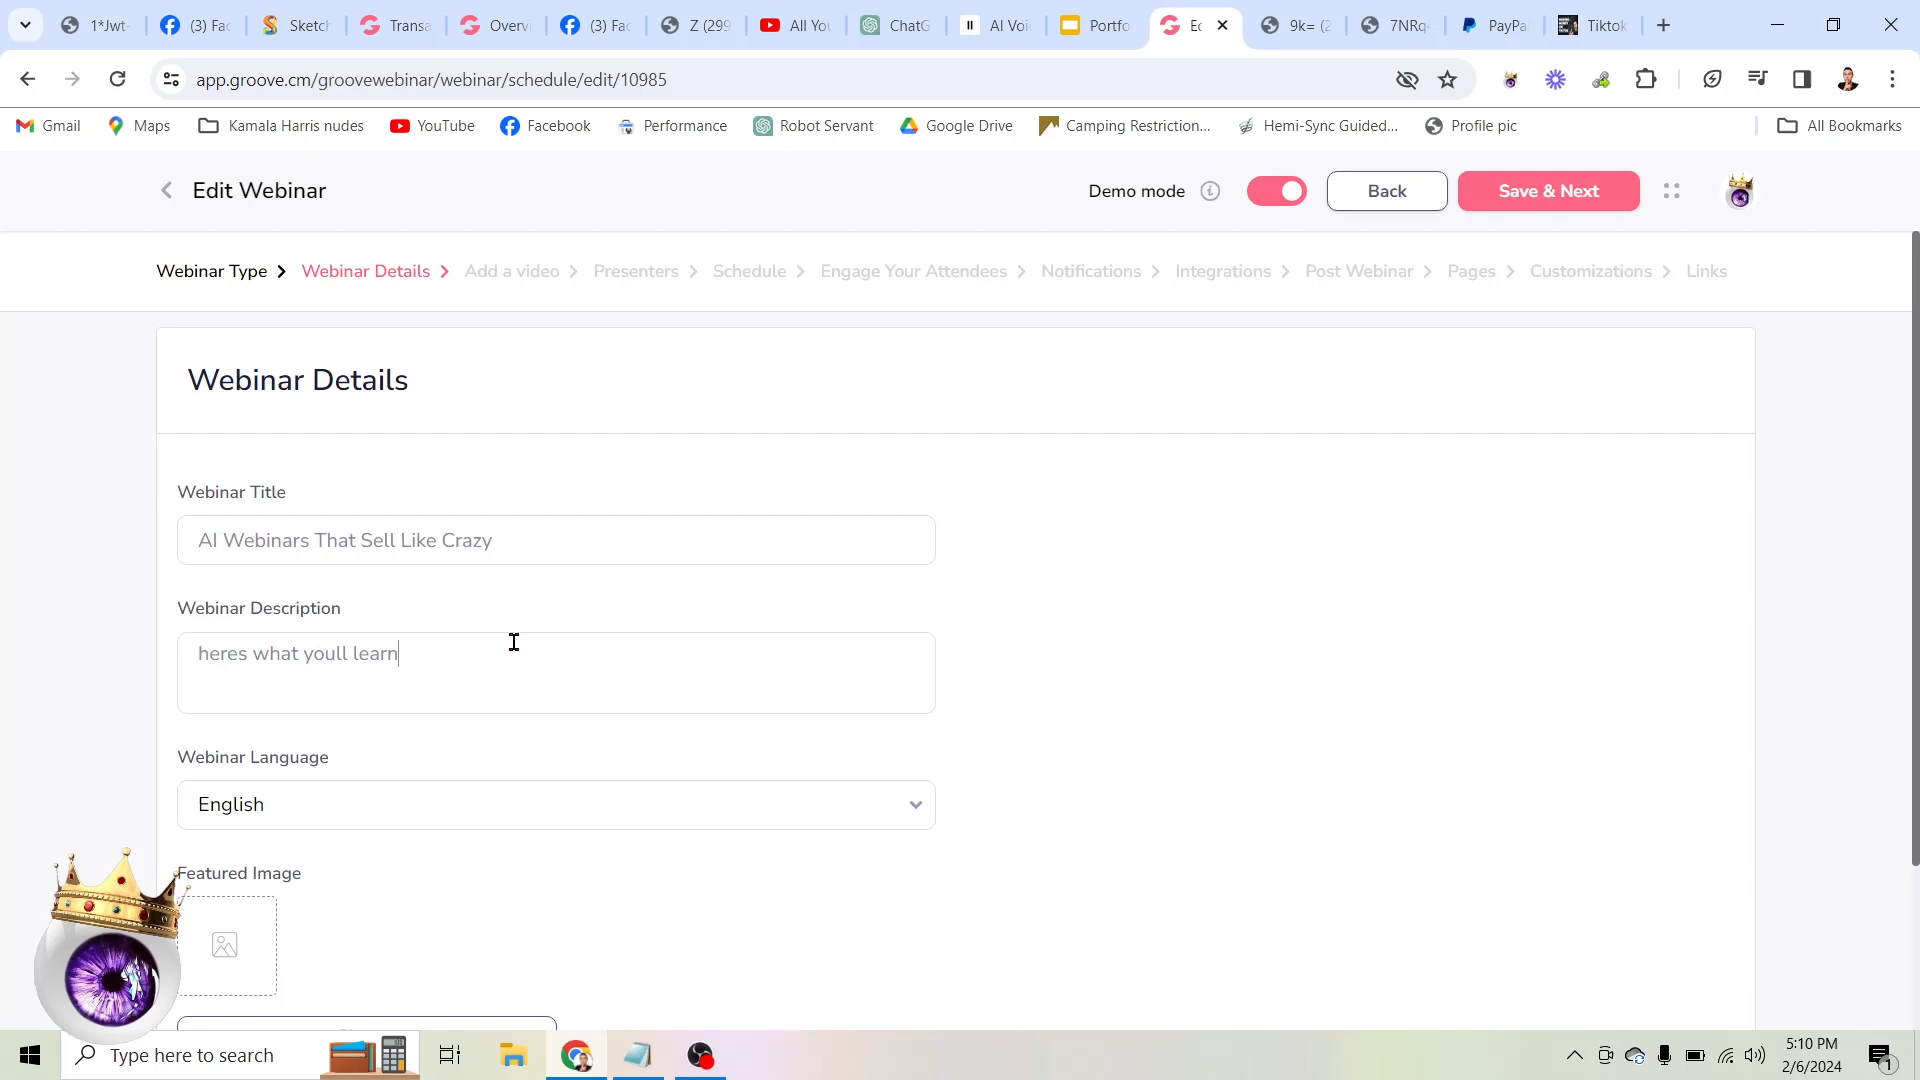 1*Jwt-
(3) Fac
Sketch
Transa
Overvi
(3) Fac
Z (299
All You
ChatG
AI Voi
Portfo
Ec
9k= (2
7NRq
PayPa
Tiktok
app.groove.cm/groovewebinar/webinar/schedule/edit/10985
Gmail
Maps
Kamala Harris nudes
YouTube
Facebook
Performance
Robot Servant
Google Drive
Camping Restriction...
Hemi-Sync Guided...
Profile pic
All Bookmarks
Edit Webinar
Demo mode
Back
Save & Next
Webinar Type
Webinar Details
Add a video
Presenters
Schedule
Engage Your Attendees
Notifications
Integrations
Post Webinar
Pages
Customizations
Links
Webinar Details
Webinar Title
AI Webinars That Sell Like Crazy
Webinar Description
heres what youll learn
Webinar Language
English
Featured Image
Type here to search
5:10 PM
2/6/2024
1